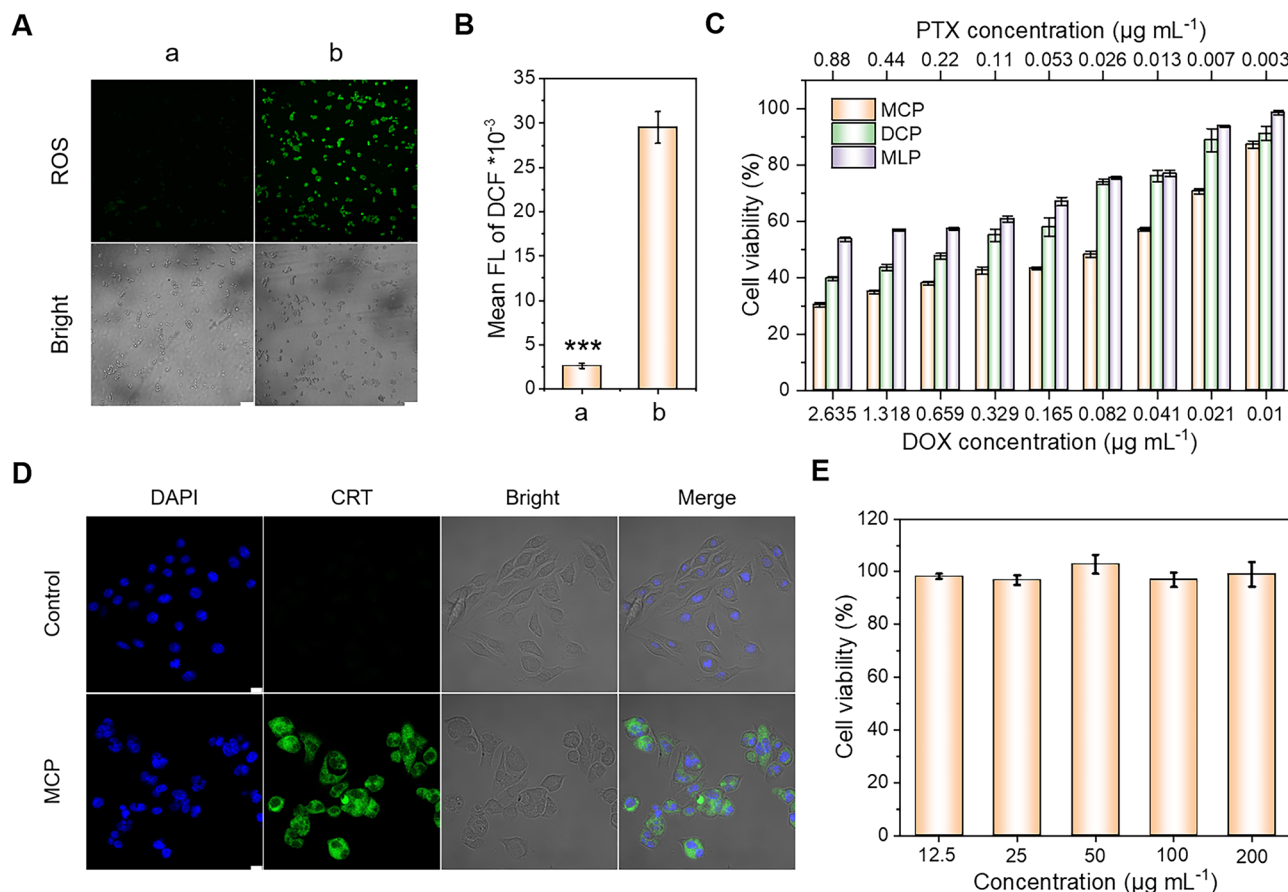 A
a
b
ROS
Bright
B
Mean FL of DCF *10-3
35
30
25
20
15
10
5
0
***
a
b
C
PTX concentration (µg mL-1)
0.88 0.44 0.22 0.11 0.053 0.026 0.013 0.007 0.003
Cell viability (%)
100
80
60
40
20
0
MCP
DCP
MLP
2.635 1.318 0.659 0.329 0.165 0.082 0.041 0.021 0.01
DOX concentration (µg mL-1)
D
DAPI CRT Bright Merge
Control
MCP
E
Cell viability (%)
120
100
80
60
40
20
0
12.5 25 50 100 200
Concentration (µg mL-1)